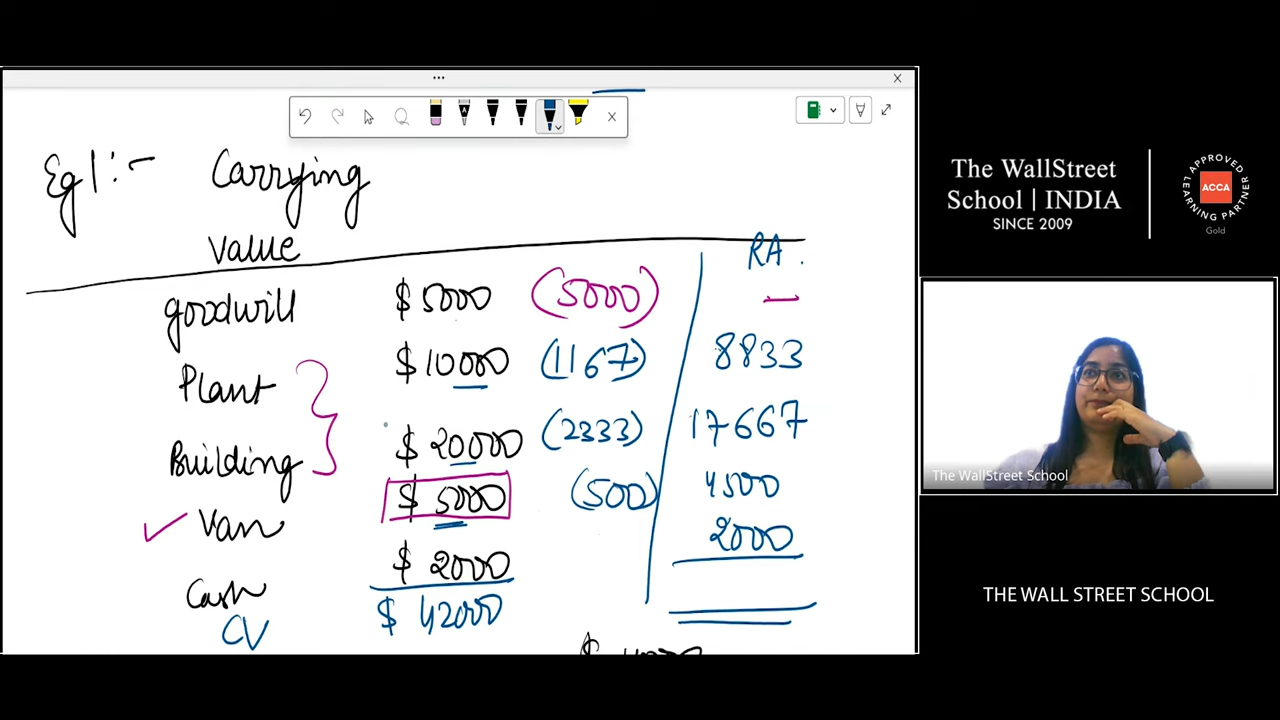 Eg1:- Carrying
Value
RA.
goodwill $ 5000 (5000) —
Plant $ 10000 (1167) 8833
Building $ 20000 (2333) 17667
✓ Van $ 5000 (500) 4500
Cash $ 2000 2000
CV $ 42000
The WallStreet
School | INDIA
SINCE 2009
APPROVED
LEARNING PARTNER
ACCA
Gold
The WallStreet School
THE WALL STREET SCHOOL